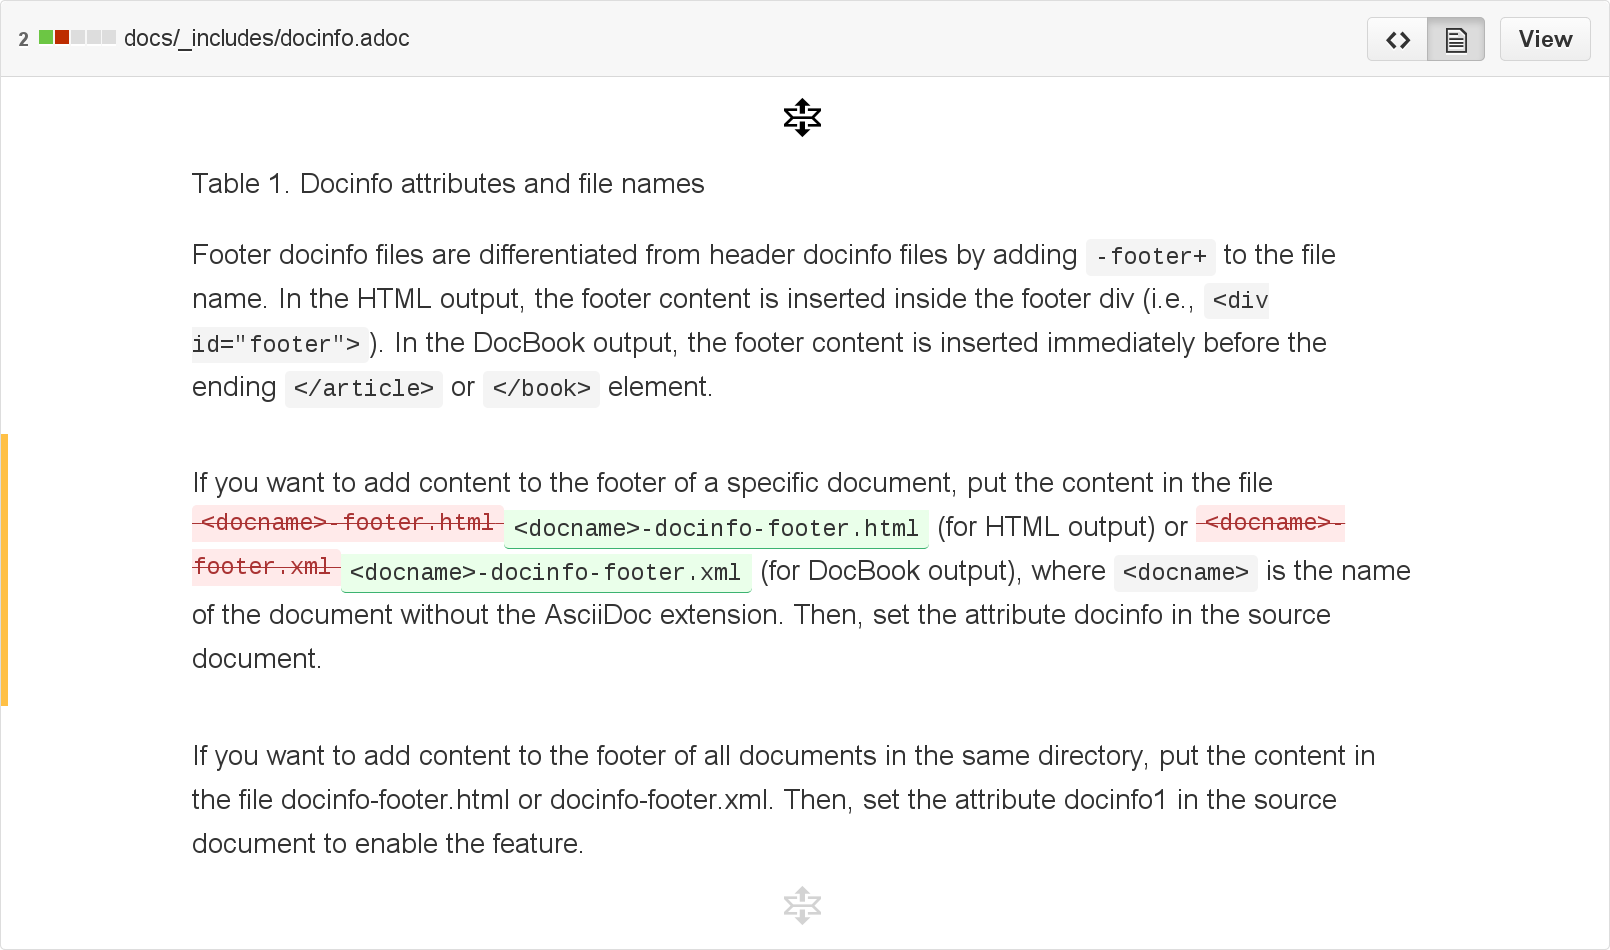 2 docs/_includes/docinfo.adoc <> View
Table 1. Docinfo attributes and file names
Footer docinfo files are differentiated from header docinfo files by adding -footer+ to the file
name. In the HTML output, the footer content is inserted inside the footer div (i.e., <div
id="footer">). In the DocBook output, the footer content is inserted immediately before the
ending </article> or </book> element.
If you want to add content to the footer of a specific document, put the content in the file
<docname>-footer.html <docname>-docinfo-footer.html (for HTML output) or <docname>-
footer.xml <docname>-docinfo-footer.xml (for DocBook output), where <docname> is the name
of the document without the AsciiDoc extension. Then, set the attribute docinfo in the source
document.
If you want to add content to the footer of all documents in the same directory, put the content in
the file docinfo-footer.html or docinfo-footer.xml. Then, set the attribute docinfo1 in the source
document to enable the feature.